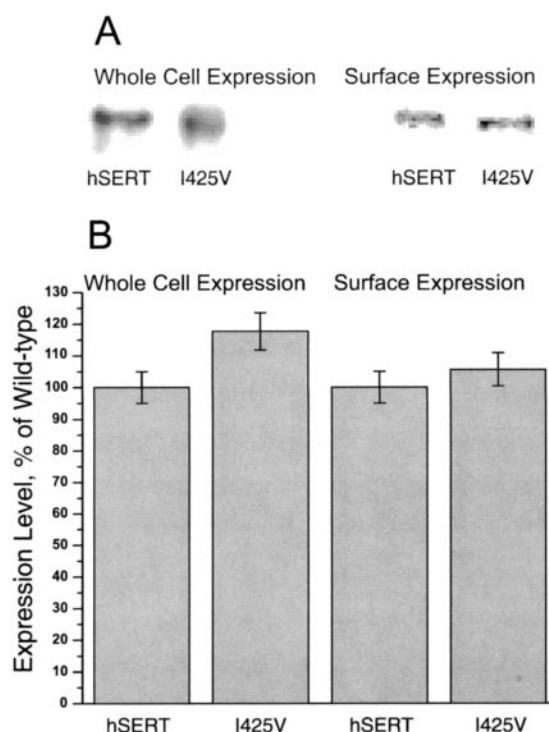 A
Whole Cell Expression Surface Expression
hSERT I425V hSERT I425V
B
Whole Cell Expression Surface Expression
Expression Level, % of Wild-type
130
120
110
100
90
80
70
60
50
40
30
20
10
0
hSERT I425V hSERT I425V